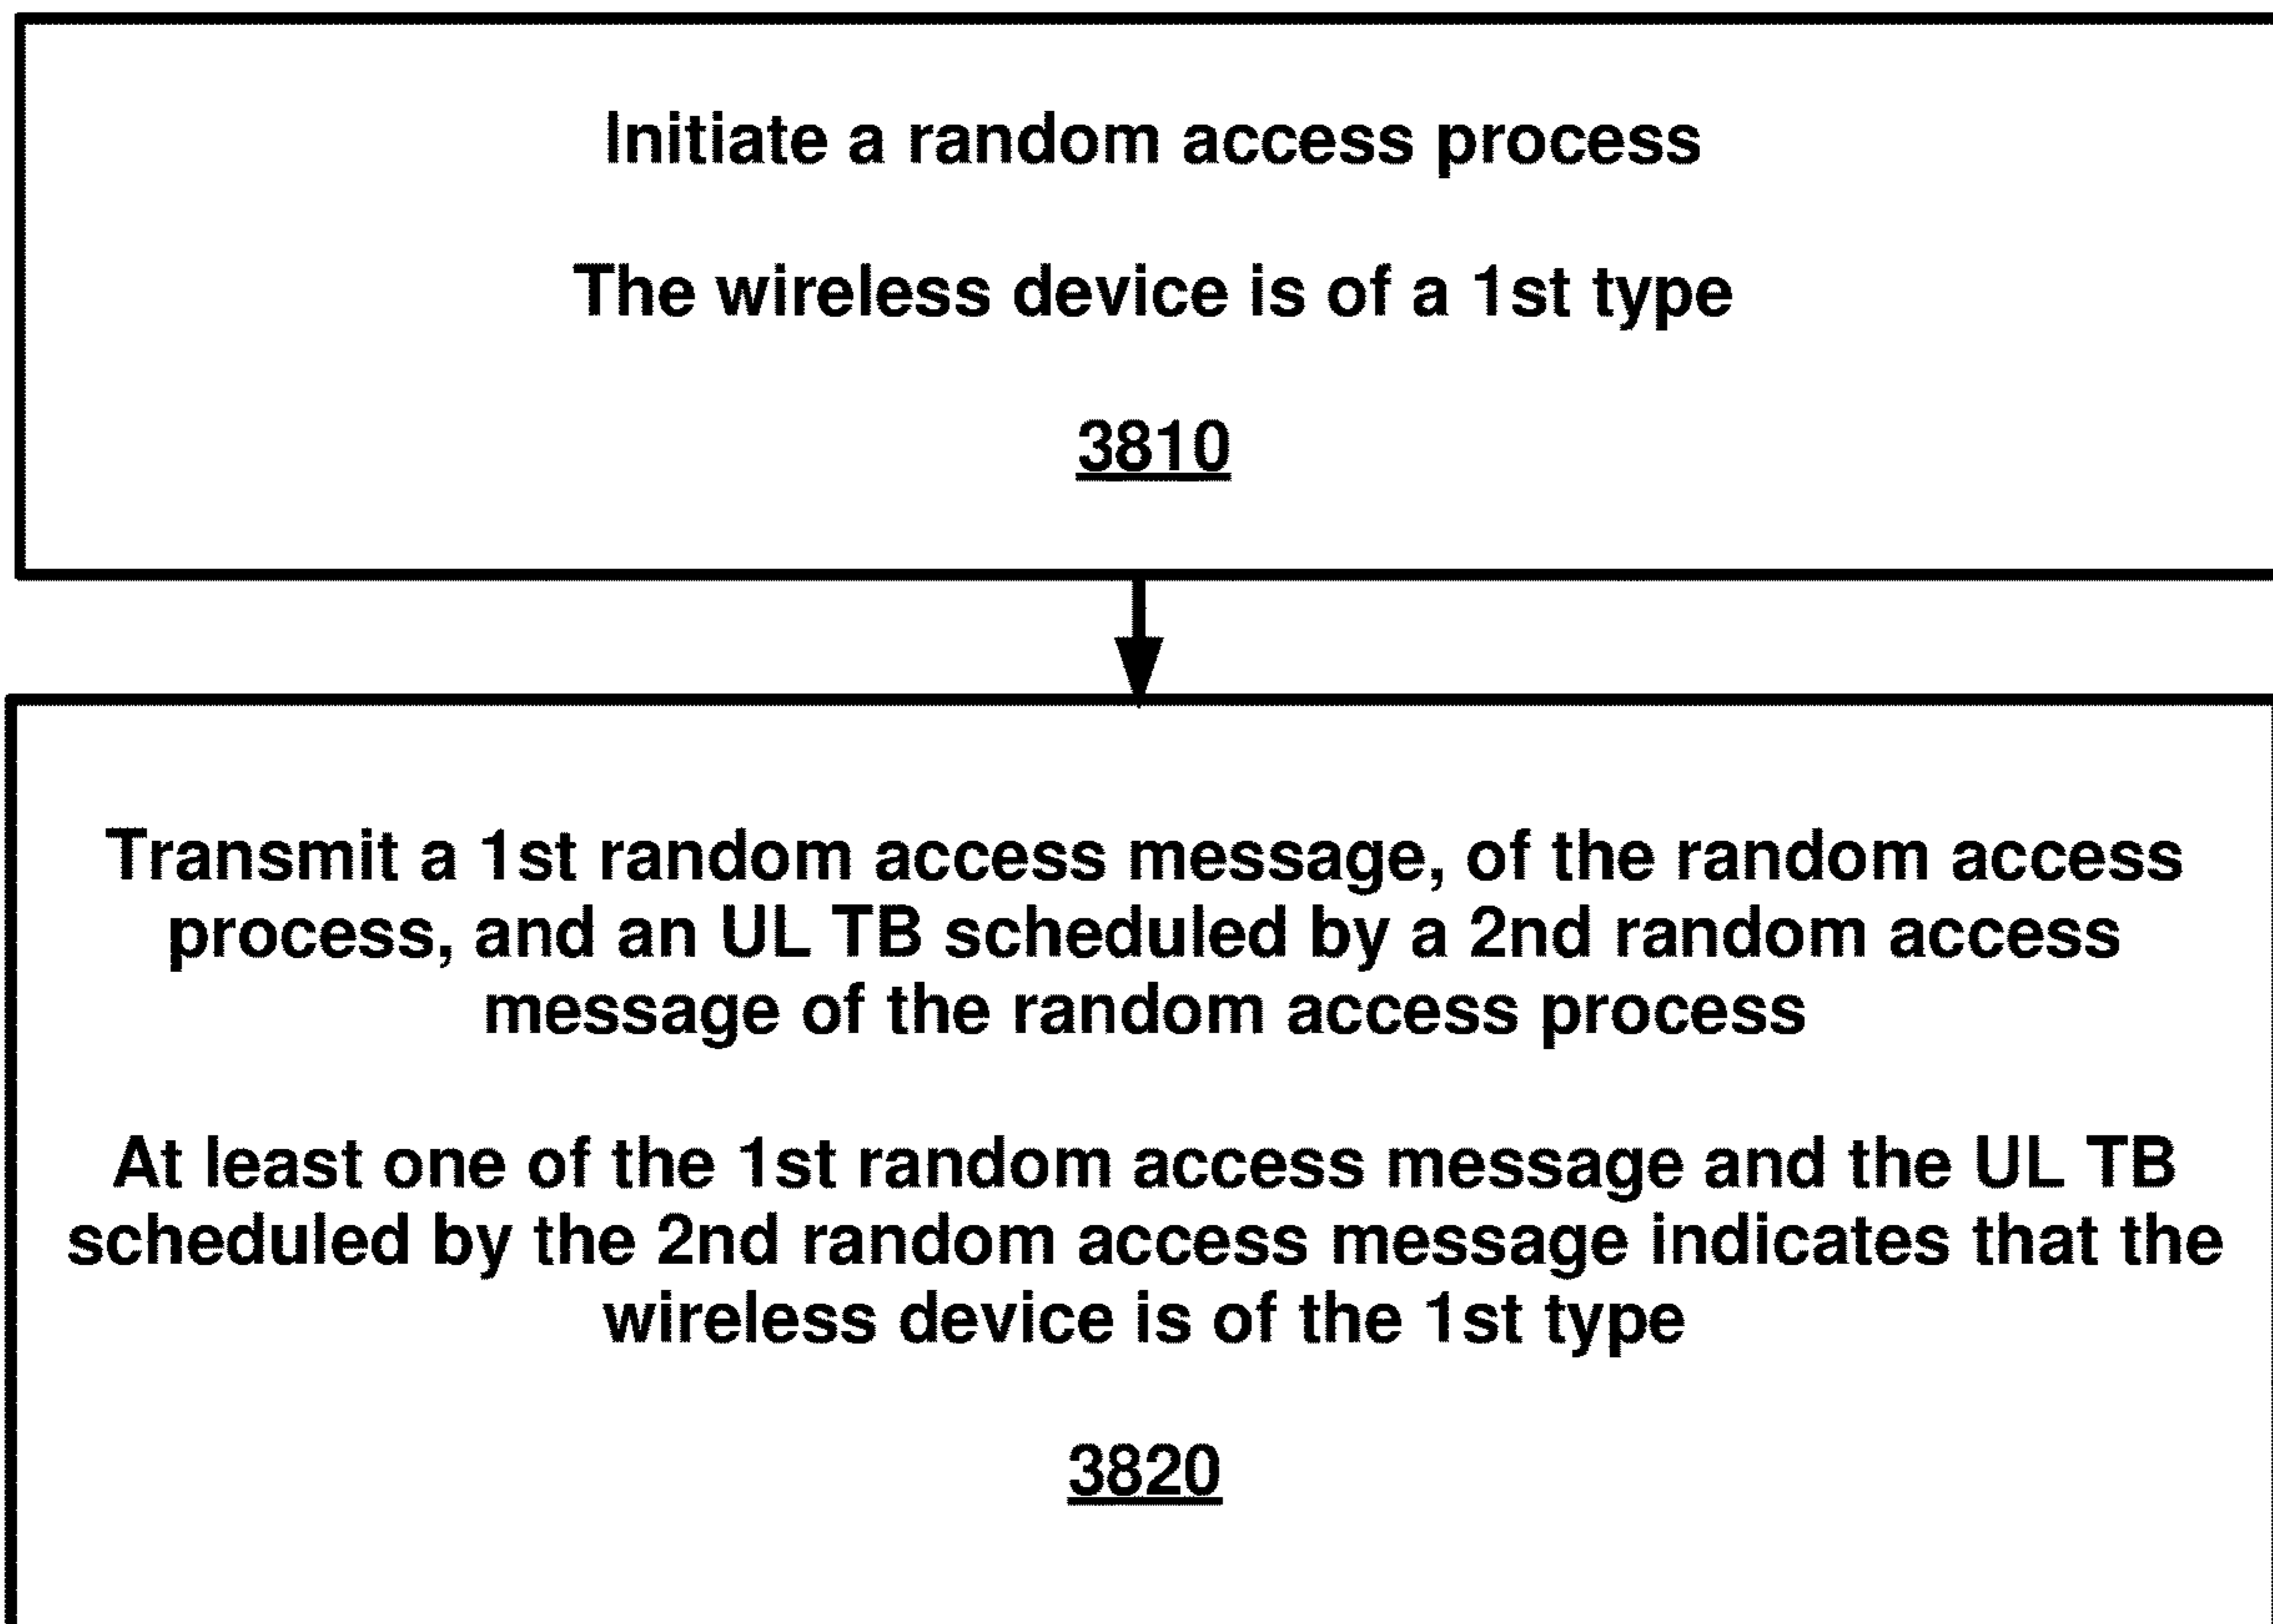 Initiate a random access process
The wireless device is of a 1st type
3810
Transmit a 1st random access message, of the random access
process, and an UL TB scheduled by a 2nd random access
message of the random access process
At least one of the 1st random access message and the UL TB
scheduled by the 2nd random access message indicates that the
wireless device is of the 1st type
3820